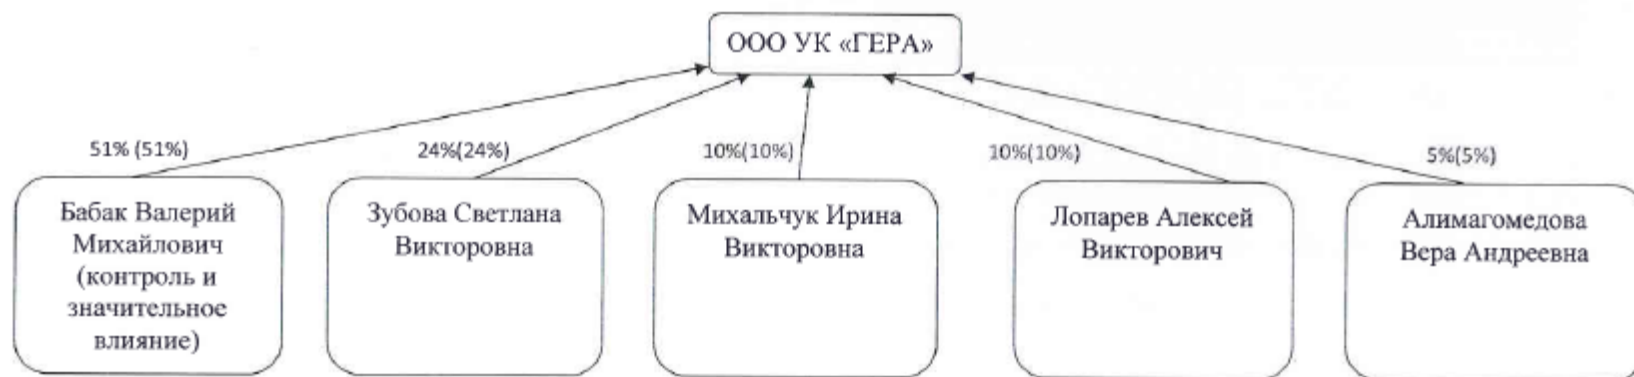 ООО УК «ГЕРА»
51% (51%)
24%(24%)
10%(10%)
10%(10%)
5%(5%)
Бабак Валерий
Михайлович
(контроль и
значительное
влияние)
Зубова Светлана
Викторовна
Михальчук Ирина
Викторовна
Лопарев Алексей
Викторович
Алимагомедова
Вера Андреевна